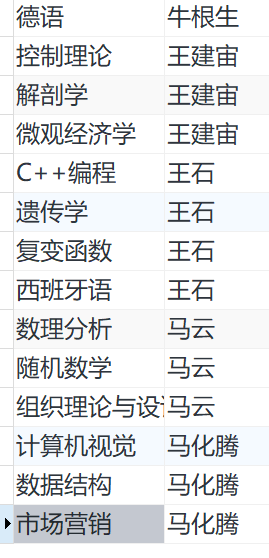 德语 牛根生
控制理论 王建宙
解剖学 王建宙
微观经济学 王建宙
C++编程 王石
遗传学 王石
复变函数 王石
西班牙语 王石
数理分析 马云
随机数学 马云
组织理论与设 马云
计算机视觉 马化腾
数据结构 马化腾
市场营销 马化腾